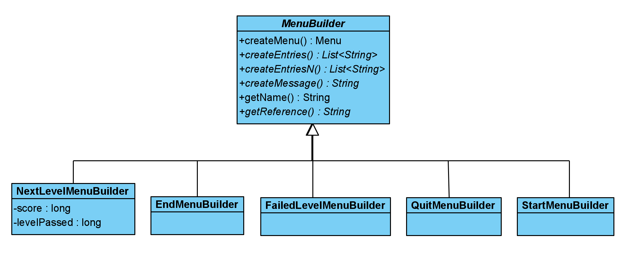 MenuBuilder
+createMenu() : Menu
+createEntries() : List<String>
+createEntriesN() : List<String>
+createMessage() : String
+getName() : String
+getReference() : String
NextLevelMenuBuilder
-score : long
-levelPassed : long
EndMenuBuilder
FailedLevelMenuBuilder
QuitMenuBuilder
StartMenuBuilder